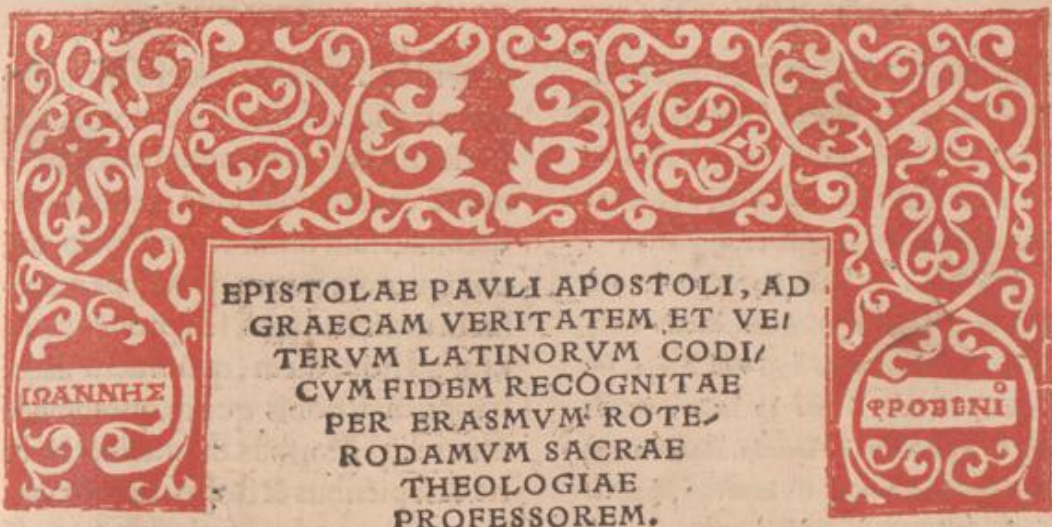 EPISTOLAE PAVLI APOSTOLI, AD
GRAECAM VERITATEM ET VE/
TERVM LATINORVM CODI/
CVM FIDEM RECOGNITAE
PER ERASMVM ROTE/
RODAMVM SACRAE
THEOLOGIAE
PROFESSOREM.
ΙΩΑΝΝΗΣ
ΦΡΟΒΕΝΙ
ο